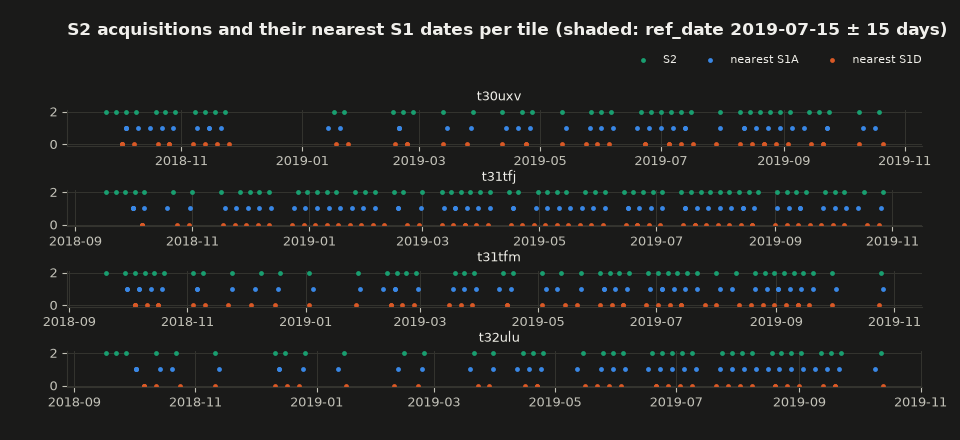 S2 acquisitions and their nearest S1 dates per tile (shaded: ref_date 2019-07-15 ± 15 days)
S2 nearest S1A nearest S1D
t30uxv
2
0
2018-11 2019-01 2019-03 2019-05 2019-07 2019-09 2019-11
t31tfj
2
0
2018-09 2018-11 2019-01 2019-03 2019-05 2019-07 2019-09 2019-11
t31tfm
2
0
2018-09 2018-11 2019-01 2019-03 2019-05 2019-07 2019-09 2019-11
t32ulu
2
0
2018-09 2018-11 2019-01 2019-03 2019-05 2019-07 2019-09 2019-11